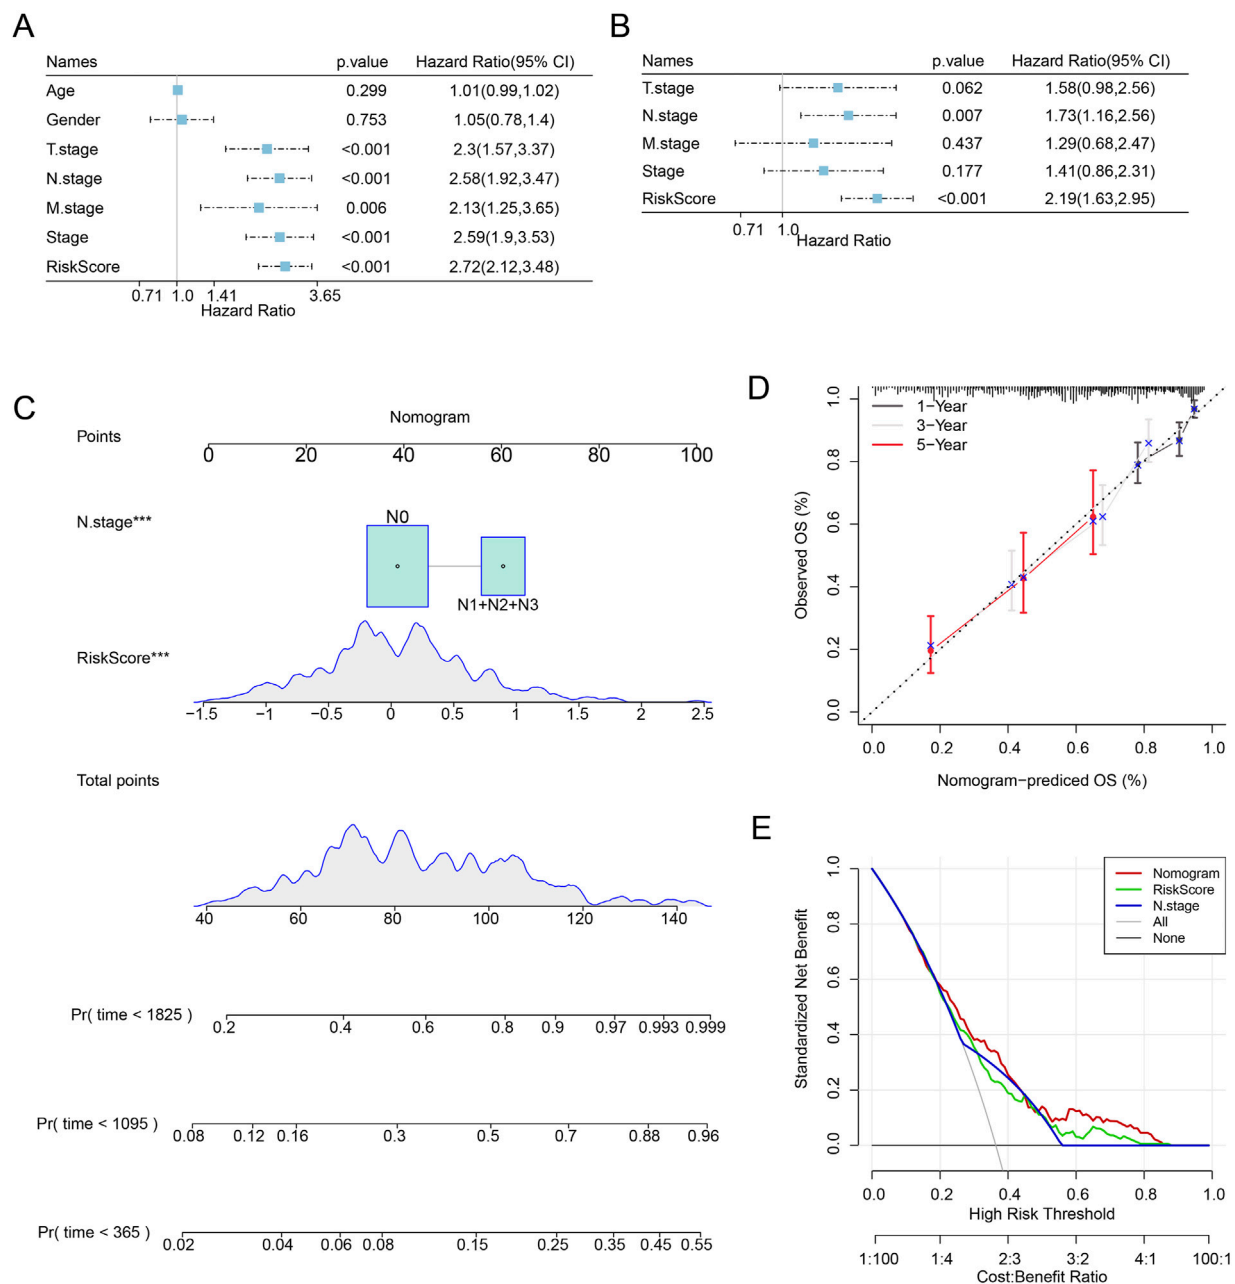 A
Names p.value Hazard Ratio(95% CI)
Age 0.299 1.01(0.99,1.02)
Gender 0.753 1.05(0.78,1.4)
T.stage <0.001 2.3(1.57,3.37)
N.stage <0.001 2.58(1.92,3.47)
M.stage 0.006 2.13(1.25,3.65)
Stage <0.001 2.59(1.9,3.53)
RiskScore <0.001 2.72(2.12,3.48)
0.71 1.0 1.41 3.65
Hazard Ratio
B
Names p.value Hazard Ratio(95% CI)
T.stage 0.062 1.58(0.98,2.56)
N.stage 0.007 1.73(1.16,2.56)
M.stage 0.437 1.29(0.68,2.47)
Stage 0.177 1.41(0.86,2.31)
RiskScore <0.001 2.19(1.63,2.95)
0.71 1.0
Hazard Ratio
C
Nomogram
Points
0 20 40 60 80 100
N.stage***
N0
N1+N2+N3
RiskScore***
−1.5 −1 −0.5 0 0.5 1 1.5 2 2.5
Total points
40 60 80 100 120 140
Pr( time < 1825 )
0.2 0.4 0.6 0.8 0.9 0.97 0.993 0.999
Pr( time < 1095 )
0.08 0.12 0.16 0.3 0.5 0.7 0.88 0.96
Pr( time < 365 )
0.02 0.04 0.06 0.08 0.15 0.25 0.35 0.45 0.55
D
1−Year
3−Year
5−Year
Observed OS (%)
1.0
0.8
0.6
0.4
0.2
0.0
0.0 0.2 0.4 0.6 0.8 1.0
Nomogram−prediced OS (%)
E
Nomogram
RiskScore
N.stage
All
None
Standardized Net Benefit
1.0
0.8
0.6
0.4
0.2
0.0
0.0 0.2 0.4 0.6 0.8 1.0
High Risk Threshold
1:100 1:4 2:3 3:2 4:1 100:1
Cost:Benefit Ratio